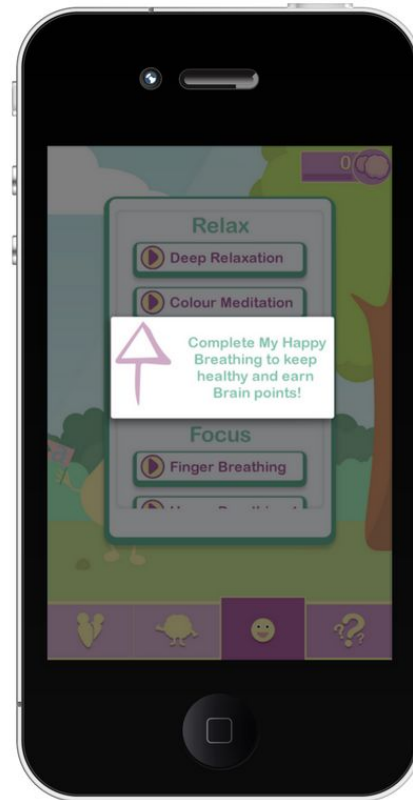 0
Relax
Deep Relaxation
Colour Meditation
Complete My Happy
Breathing to keep
healthy and earn
Brain points!
Focus
Finger Breathing